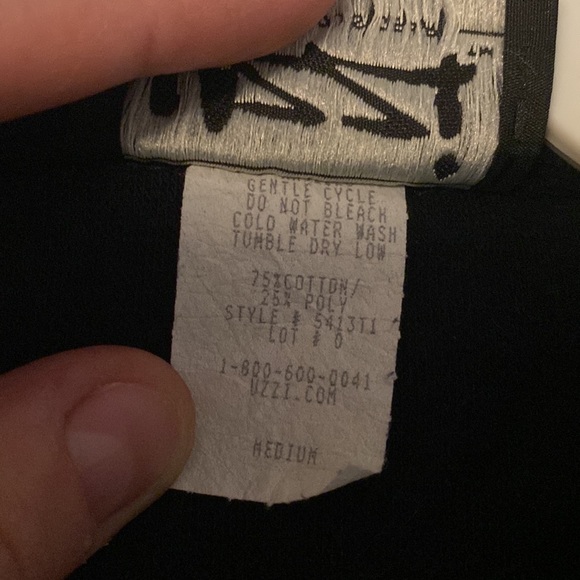 GENTLE CYCLE
DO NOT BLEACH
COLD WATER WASH
TUMBLE DRY LOW
75%COTTON/
25% POLY
STYLE # 5413T1
LOT # 0
1-800-600-0041
UZZI.COM
MEDIUM